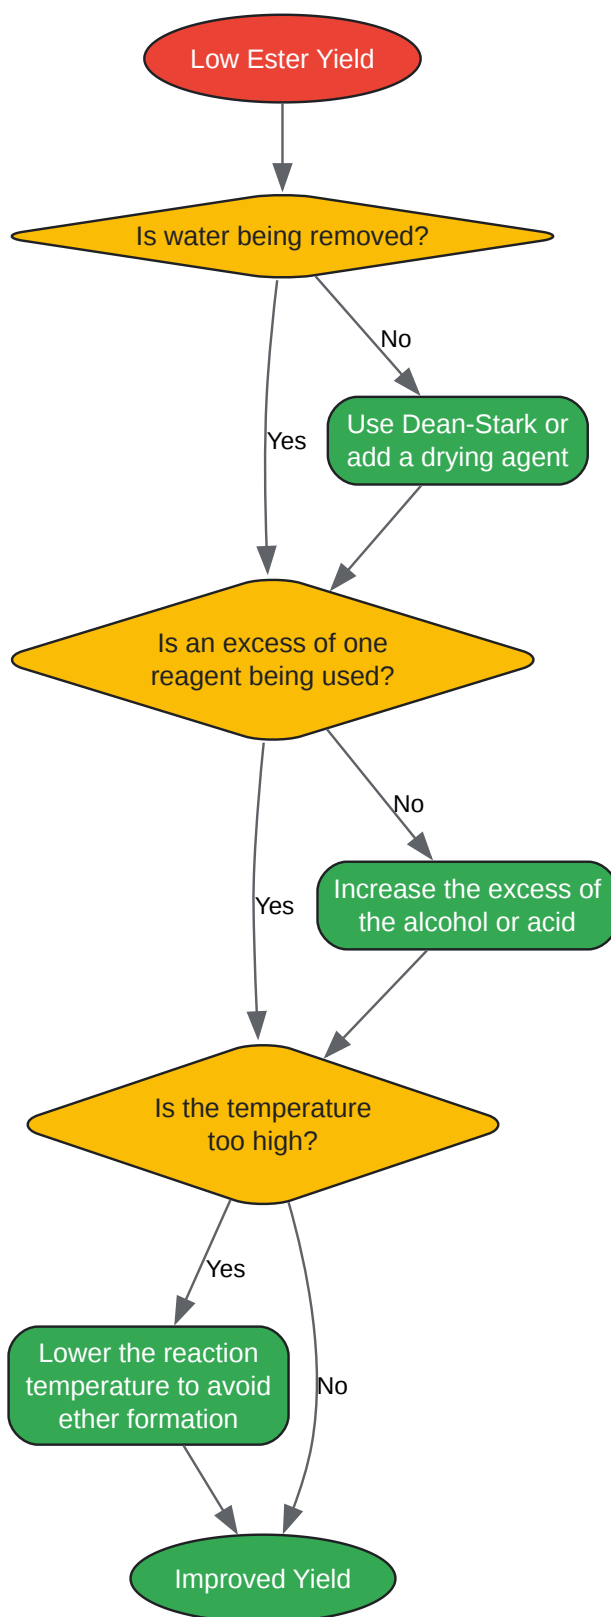 Low Ester Yield
Is water being removed?
No
Use Dean-Stark or
add a drying agent
Yes
Is an excess of one
reagent being used?
No
Increase the excess of
the alcohol or acid
Yes
Is the temperature
too high?
Yes
Lower the reaction
temperature to avoid
ether formation
No
Improved Yield